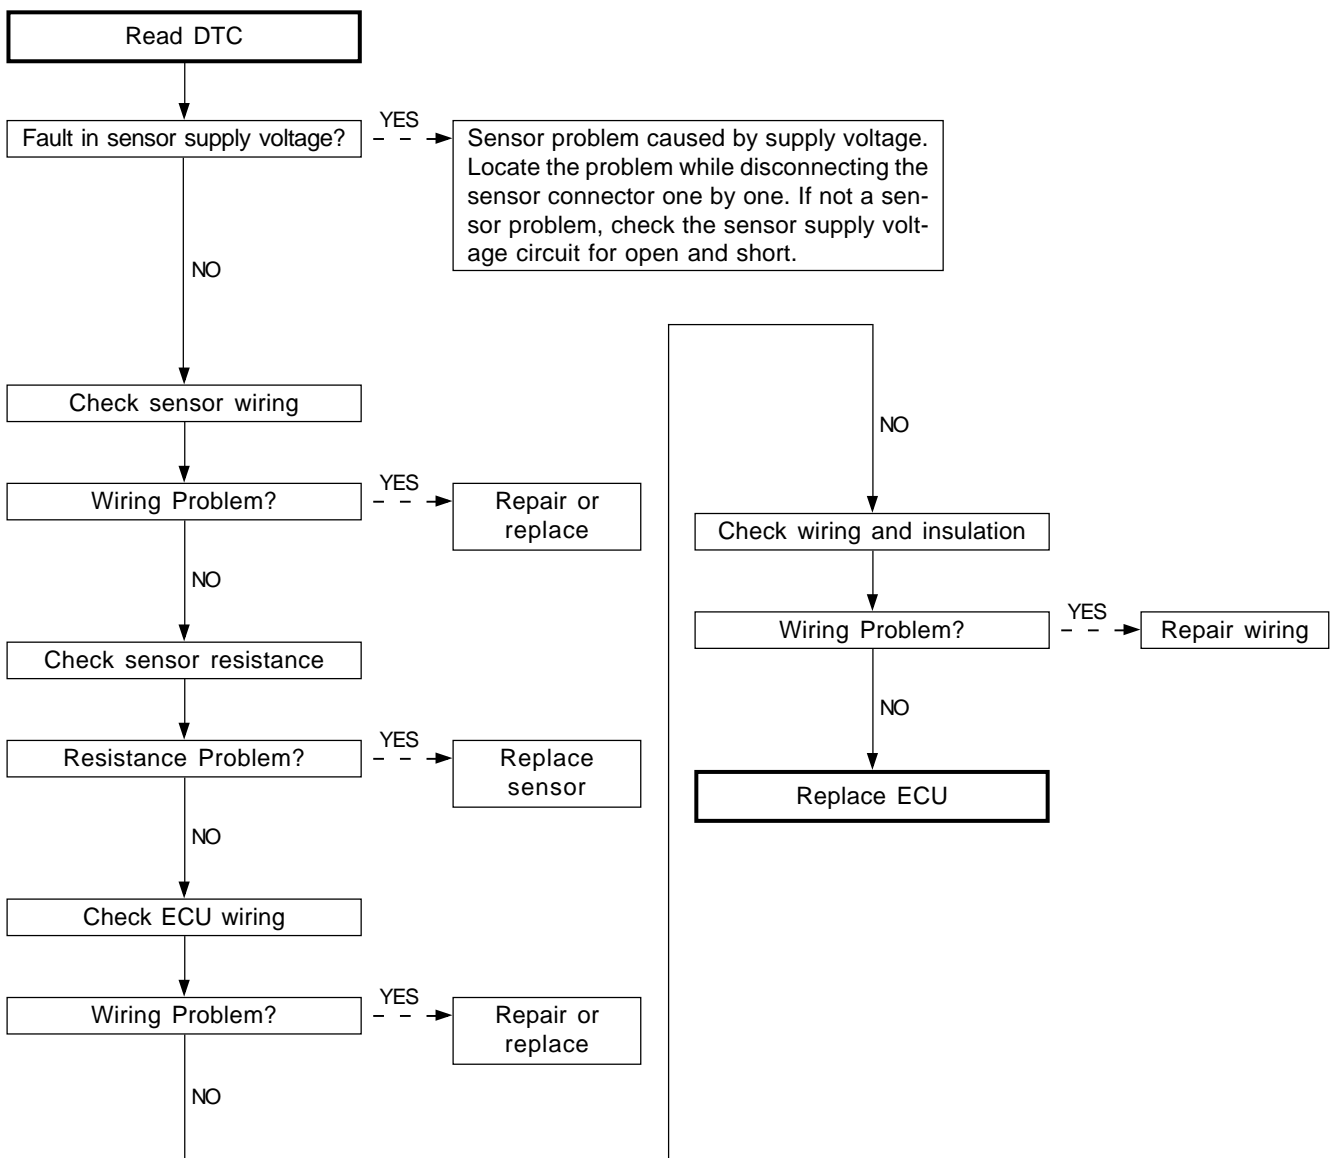 Read DTC
Fault in sensor supply voltage?
YES
Sensor problem caused by supply voltage.
Locate the problem while disconnecting the
sensor connector one by one. If not a sen-
sor problem, check the sensor supply volt-
age circuit for open and short.
NO
Check sensor wiring
Wiring Problem?
YES
Repair or
replace
NO
Check sensor resistance
Resistance Problem?
YES
Replace
sensor
NO
Check ECU wiring
Wiring Problem?
YES
Repair or
replace
NO
NO
Check wiring and insulation
Wiring Problem?
YES
Repair wiring
NO
Replace ECU